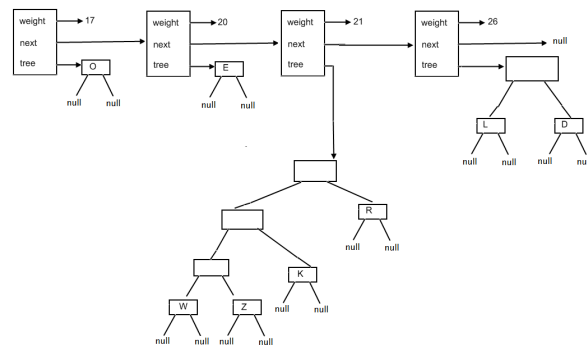 weight 17 weight 20 weight 21 weight 26
next next next next null
tree O tree E tree tree
null null null null
L D
null null null null
R
null null
K
null null
W Z
null null null null